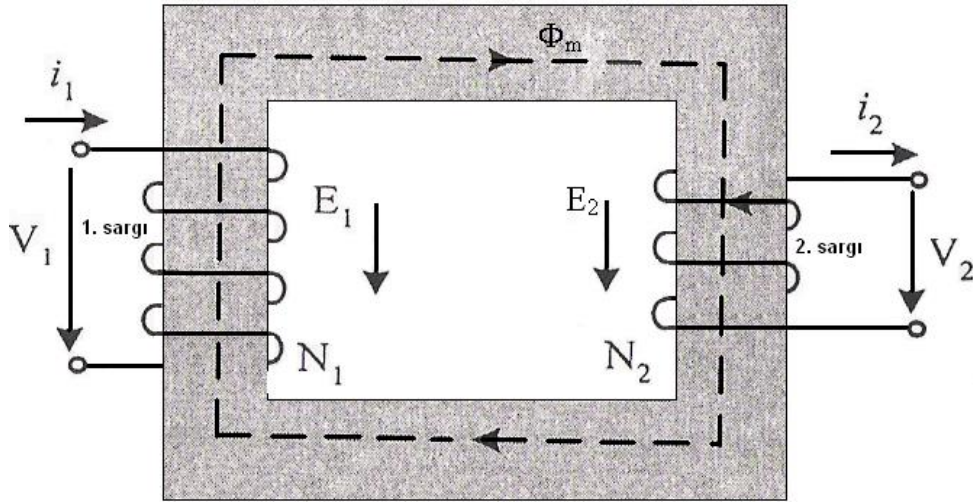 Φm
i1
i2
E1
E2
1. sargı
2. sargı
V1
V2
N1
N2